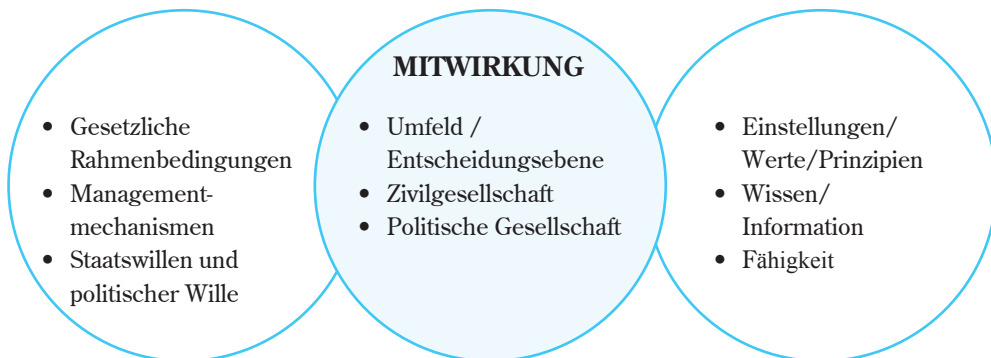 MITWIRKUNG
• Gesetzliche
Rahmenbedingungen
• Management-
mechanismen
• Staatswillen und
politischer Wille
• Umfeld /
Entscheidungsebene
• Zivilgesellschaft
• Politische Gesellschaft
• Einstellungen/
Werte/Prinzipien
• Wissen/
Information
• Fähigkeit